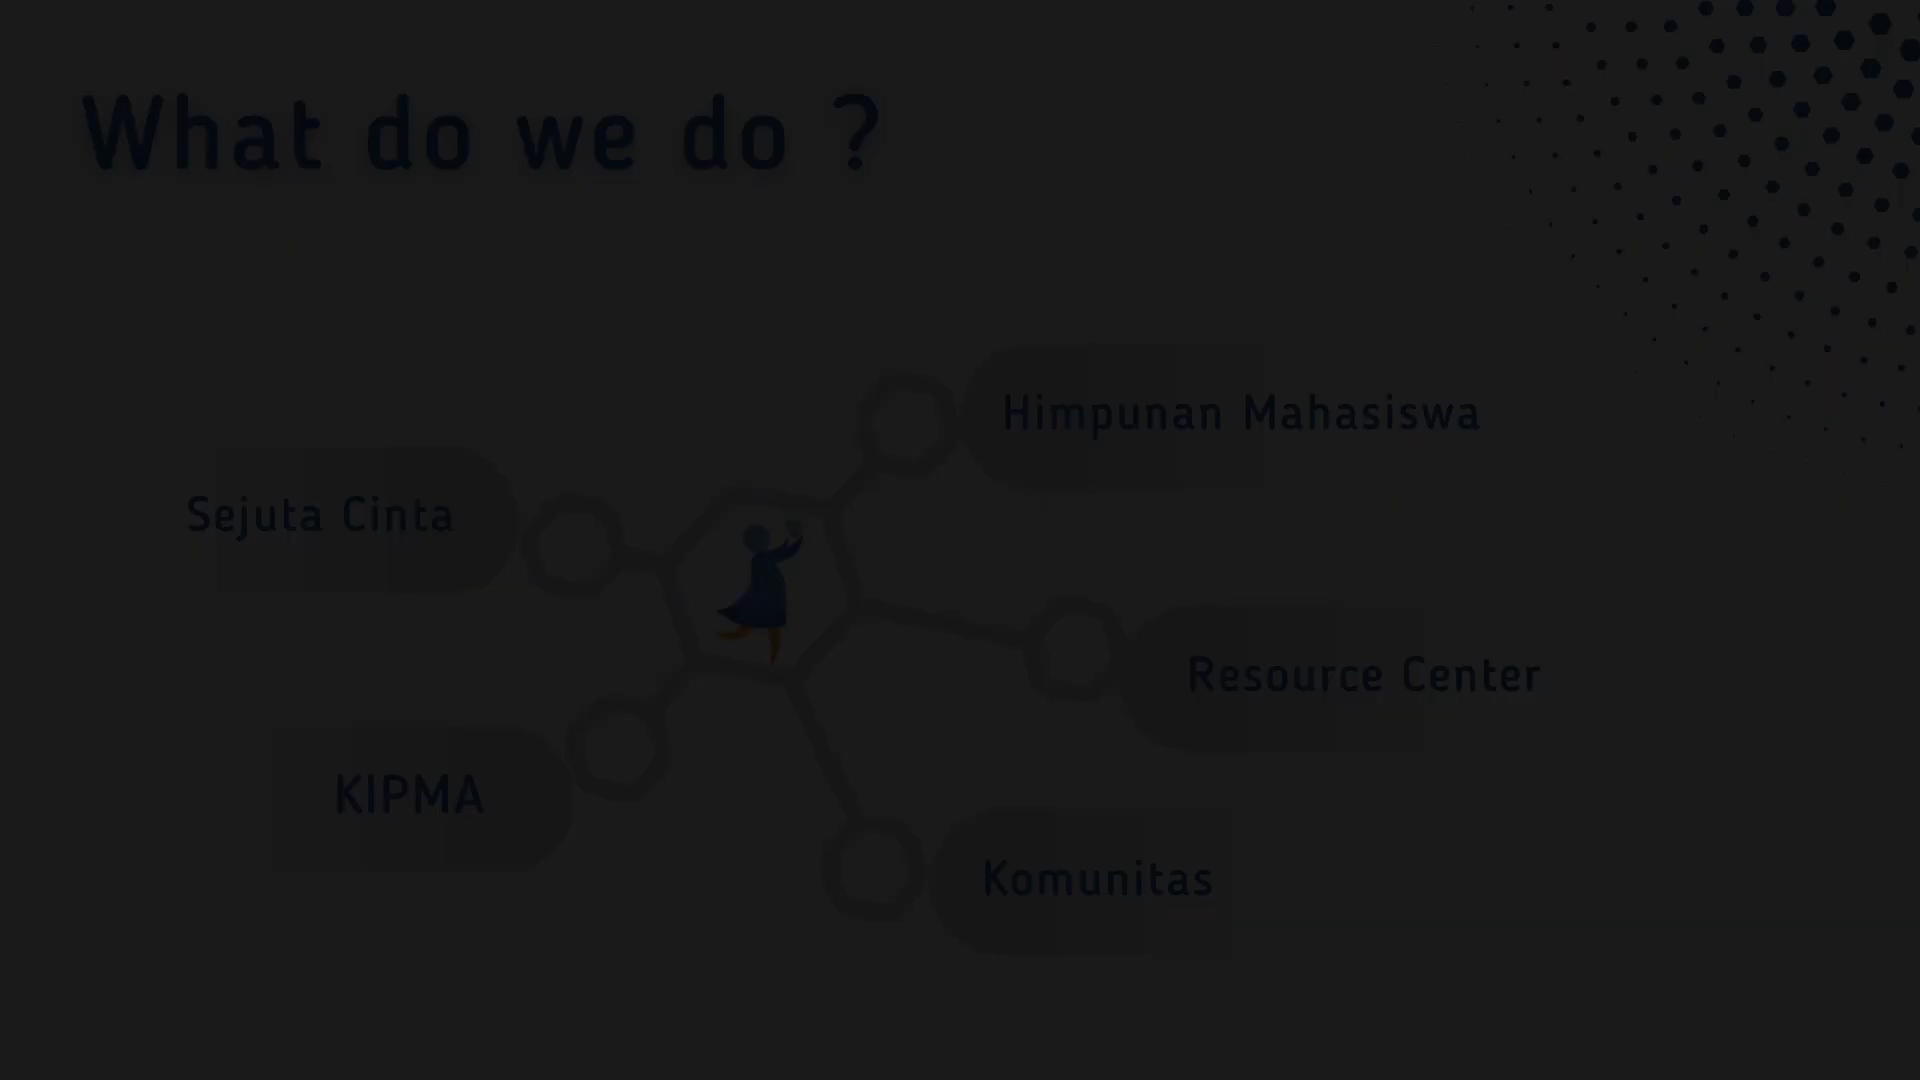 What do we do ?
Himpunan Mahasiswa
Sejuta Cinta
Resource Center
KIPMA
Komunitas